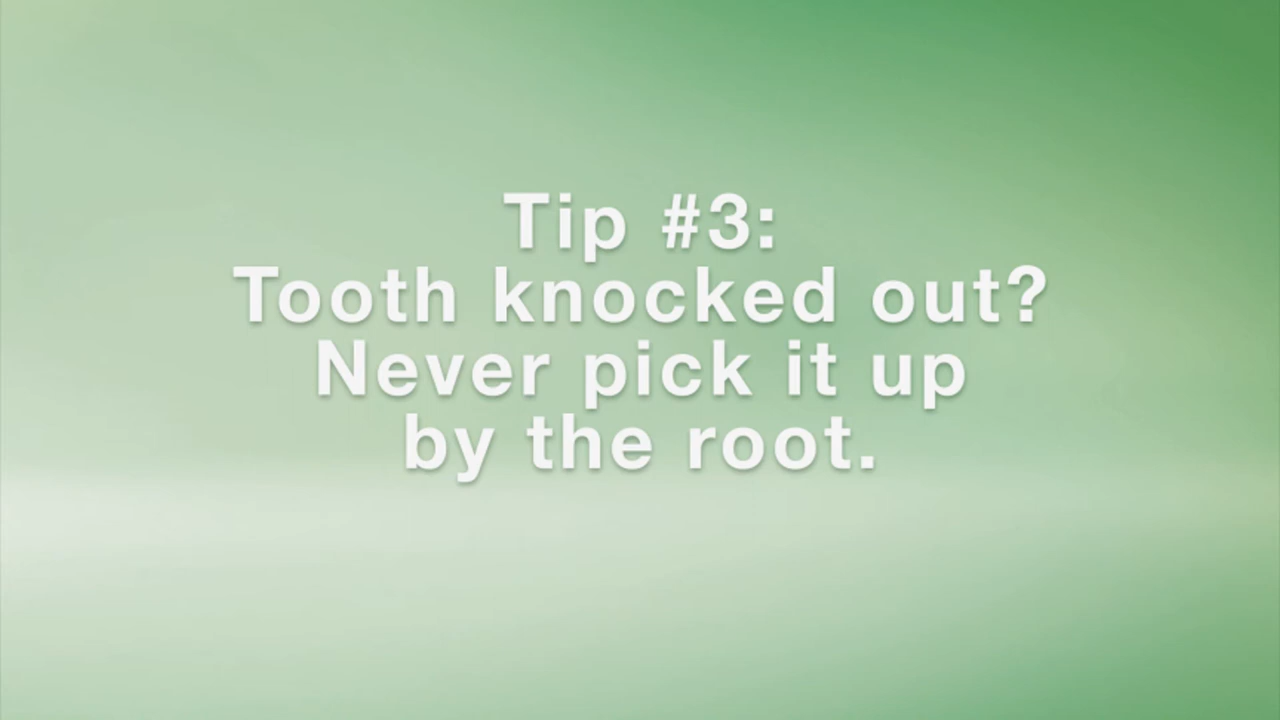 Tip #3:
Tooth knocked out?
Never pick it up
by the root.